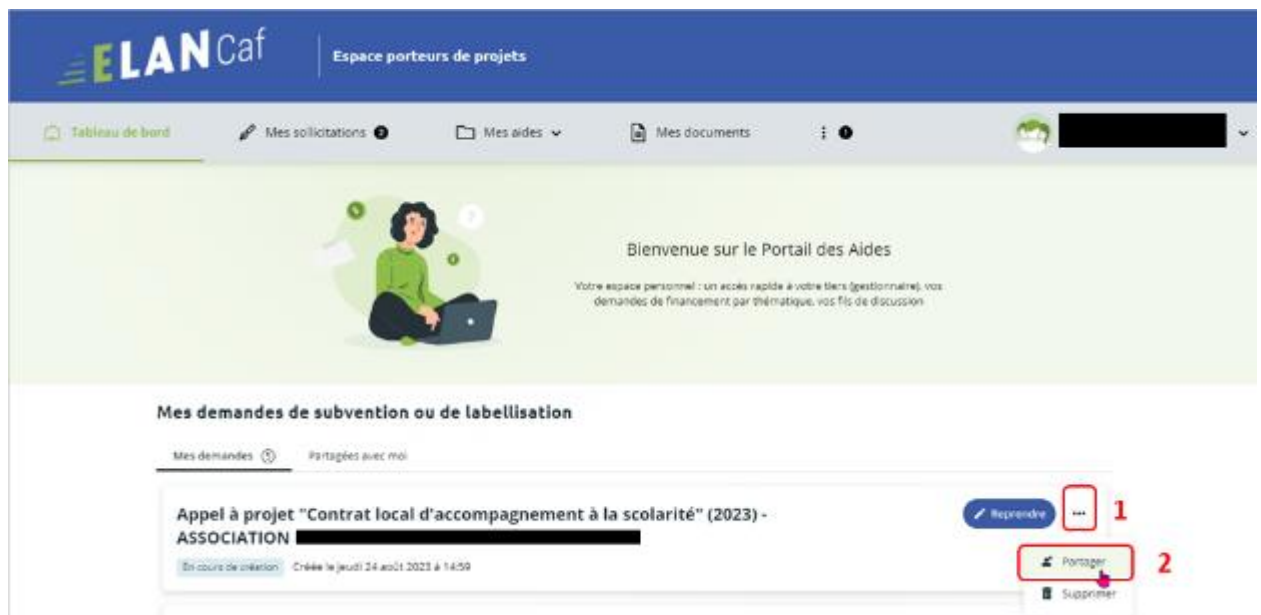 ELAN Caf
Espace porteurs de projets
Tableau de bord
Mes sollicitations 2
Mes aides
Mes documents
Bienvenue sur le Portail des Aides
Votre espace personnel : un accès rapide à votre tiers (gestionnaire), vos
demandes de financement par thématique, vos fils de discussion
Mes demandes de subvention ou de labellisation
Mes demandes
Partagées avec moi
Appel à projet "Contrat local d'accompagnement à la scolarité" (2023) -
ASSOCIATION
Reprendre
... 1
En cours de création Créée le jeudi 24 août 2023 à 14:59
Partager 2
Supprimer